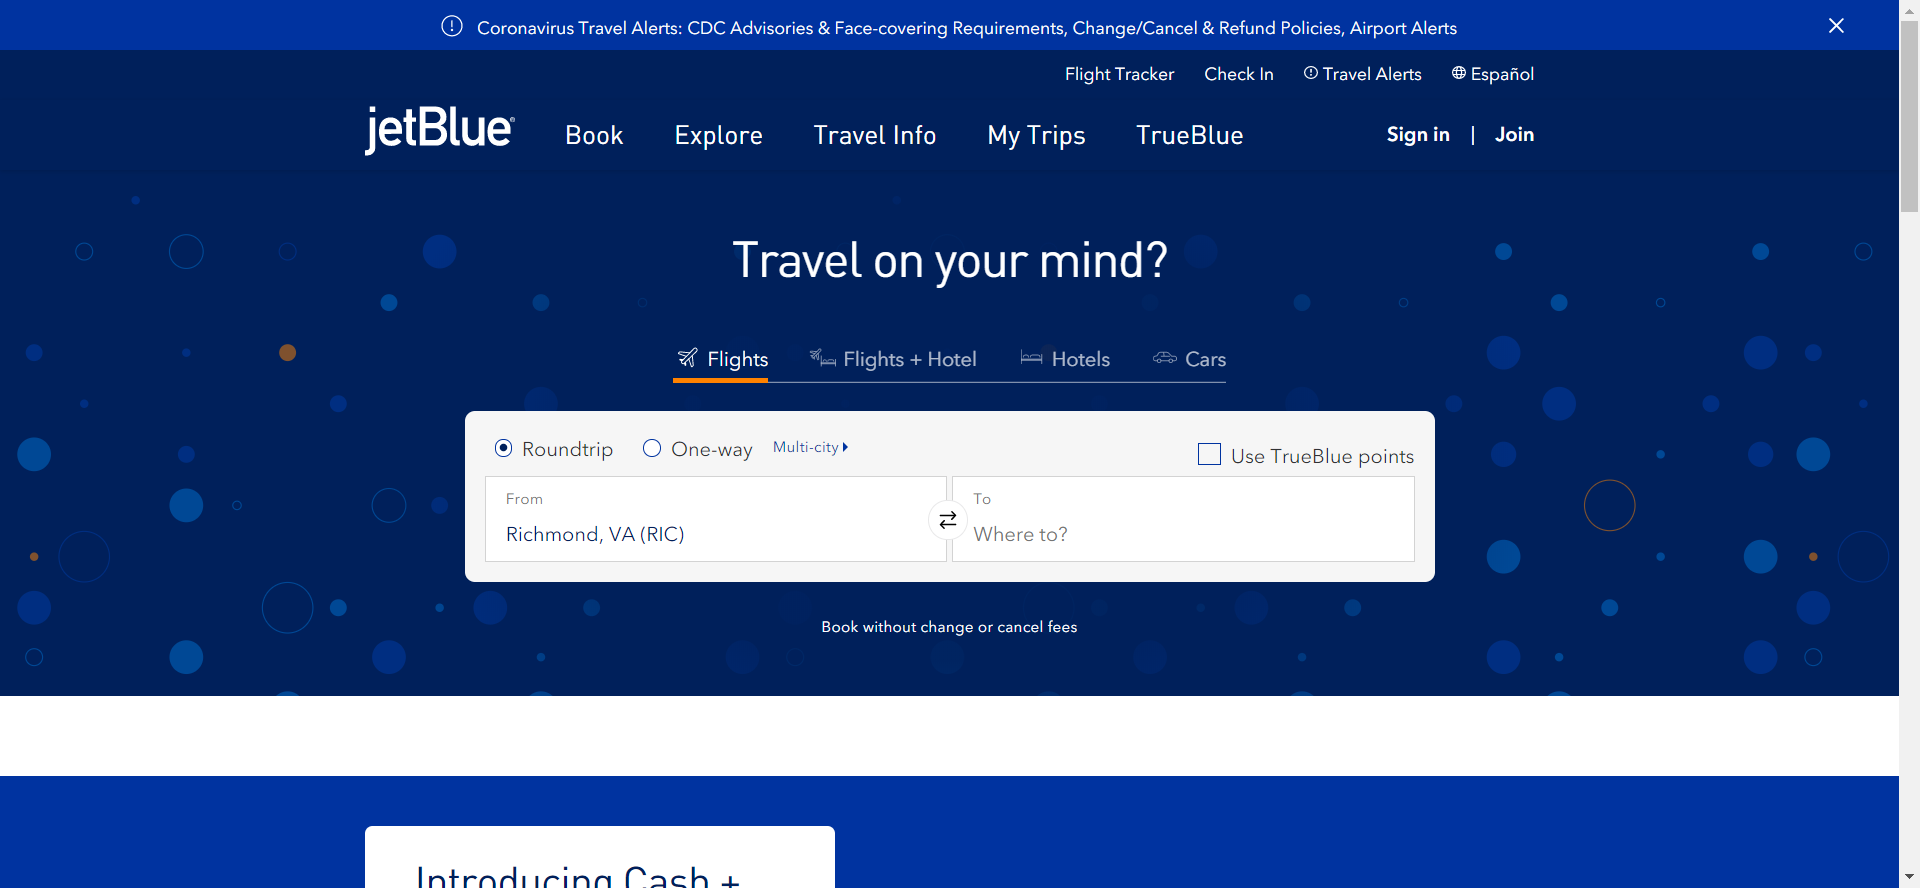 Coronavirus Travel Alerts: CDC Advisories & Face-covering Requirements, Change/Cancel & Refund Policies, Airport Alerts
Flight Tracker Check In Travel Alerts Español
jetBlue Book Explore Travel Info My Trips TrueBlue Sign in | Join
Travel on your mind?
Flights Flights + Hotel Hotels Cars
Roundtrip One-way Multi-city Use TrueBlue points
From To
Richmond, VA (RIC) Where to?
Book without change or cancel fees
Introducing Cash +